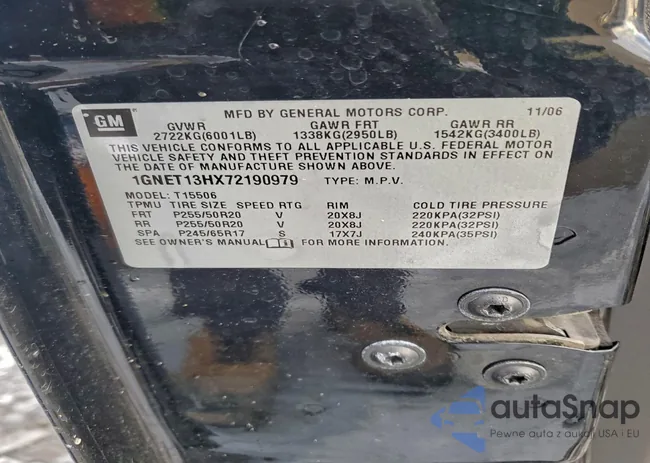 GM
MFD BY GENERAL MOTORS CORP. 11/06
GVWR GAWR FRT GAWR RR
2722KG(6001LB) 1338KG(2950LB) 1542KG(3400LB)
THIS VEHICLE CONFORMS TO ALL APPLICABLE U.S. FEDERAL MOTOR
VEHICLE SAFETY AND THEFT PREVENTION STANDARDS IN EFFECT ON
THE DATE OF MANUFACTURE SHOWN ABOVE.
1GNET13HX72190979 TYPE: M.P.V.
MODEL: T15506
TPMU TIRE SIZE SPEED RTG RIM COLD TIRE PRESSURE
FRT P255/50R20 V 20X8J 220KPA(32PSI)
RR P255/50R20 V 20X8J 220KPA(32PSI)
SPA P245/65R17 S 17X7J 240KPA(35PSI)
SEE OWNER'S MANUAL FOR MORE INFORMATION.
autaSnap
Pewne auta z aukcji USA i EU